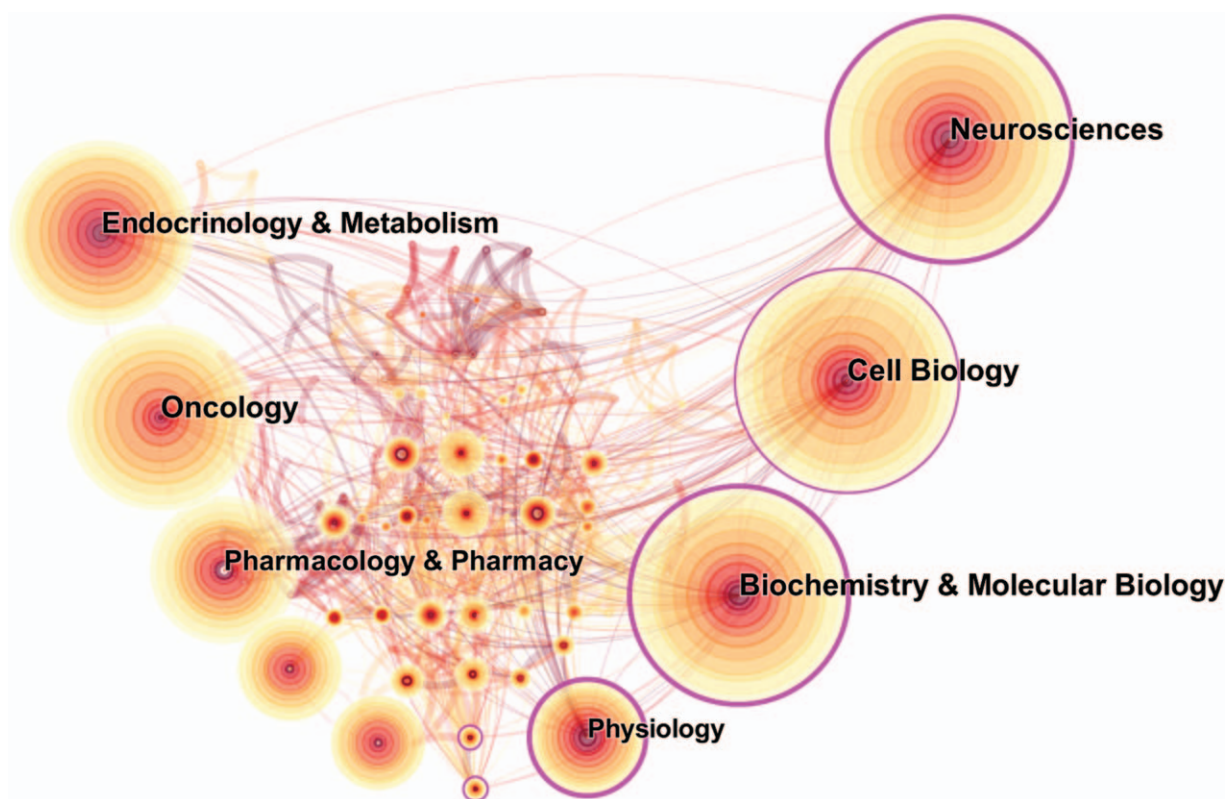 Neurosciences
Endocrinology & Metabolism
Cell Biology
Oncology
Pharmacology & Pharmacy
Biochemistry & Molecular Biology
Physiology